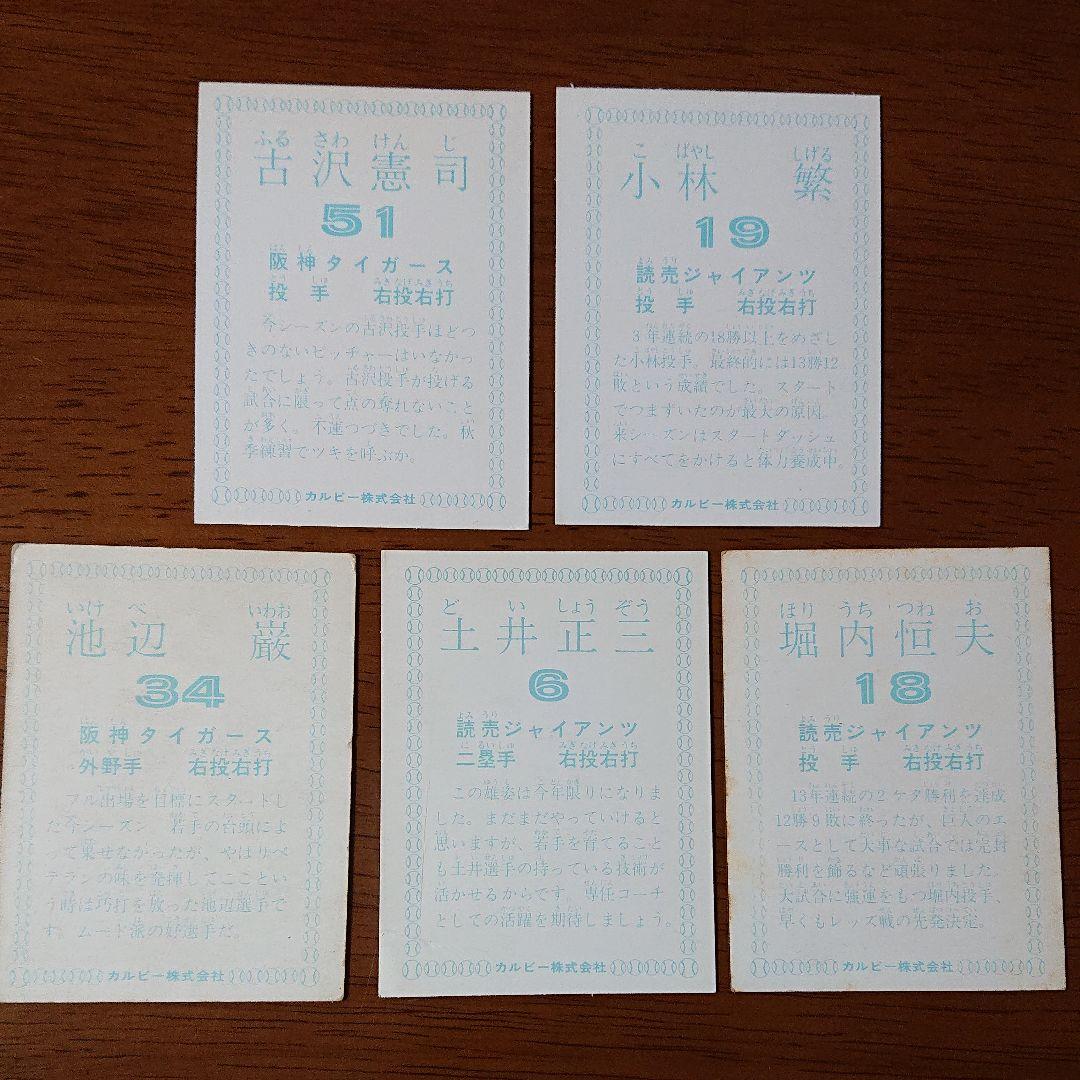 ふる さわ けん じ
古沢憲司
51
阪神タイガース
投手 右投右打
今シーズンの古沢投手ほどつ
きのないピッチャーはいなかっ
たでしょう。古沢投手が投げる
試合に限って点の奪れないこと
が多く。不運つづきでした。秋
季練習でツキを呼ぶか。
カルビー株式会社
こ ばやし しげる
小林 繁
19
読売ジャイアンツ
投手 右投右打
3年連続の18勝以上をめざし
た小林投手。最終的には13勝12
敗という成績でした。スタート
でつまずいたのが最大の原因。
来シーズンはスタートダッシュ
にすべてをかけると体力養成中。
カルビー株式会社
いけ べ いわお
池辺 巌
34
阪神タイガース
外野手 右投右打
フル出場を目標にスタートし
た今シーズン 若手の台頭によ
って果せなかったが、やはりベ
テランの味を発揮してこことい
う時は巧打を放った池辺選手で
す。ムード派の好選手だ。
カルビー株式会社
ど い しょう ぞう
土井正三
6
読売ジャイアンツ
二塁手 右投右打
この雄姿は今年限りになりま
した。まだまだやっていけると
思いますが、若手を育てること
も土井選手の持っている技術が
活かせるからです。専任コーチ
としての活躍を期待しましょう。
カルビー株式会社
ほり うち つね お
堀内恒夫
18
読売ジャイアンツ
投手 右投右打
13年連続の2ケタ勝利を達成
12勝9敗に終ったが、巨人のエ
ースとして大事な試合では完封
勝利を飾るなど頑張りました。
大試合に強運をもつ堀内投手、
早くもレッズ戦の先発決定。
カルビー株式会社